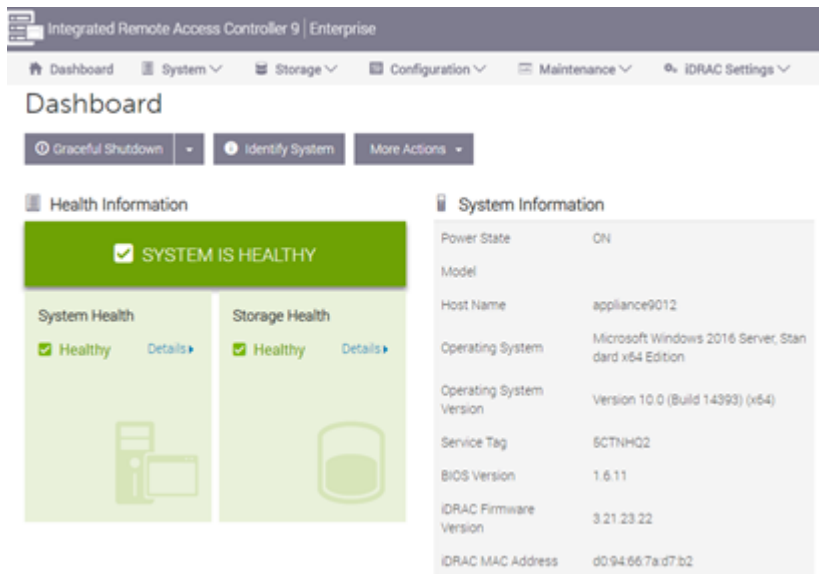 Integrated Remote Access Controller 9 | Enterprise
Dashboard System Storage Configuration Maintenance iDRAC Settings
Dashboard
Graceful Shutdown Identify System More Actions
Health Information
SYSTEM IS HEALTHY
System Health
Healthy Details
Storage Health
Healthy Details
System Information
Power State ON
Model
Host Name appliance9012
Operating System Microsoft Windows 2016 Server, Stan
dard x64 Edition
Operating System
Version Version 10.0 (Build 14393) (x64)
Service Tag 5CTNHQ2
BIOS Version 1.6.11
iDRAC Firmware
Version 3.21.23.22
iDRAC MAC Address d0:94:66:7a:d7:b2